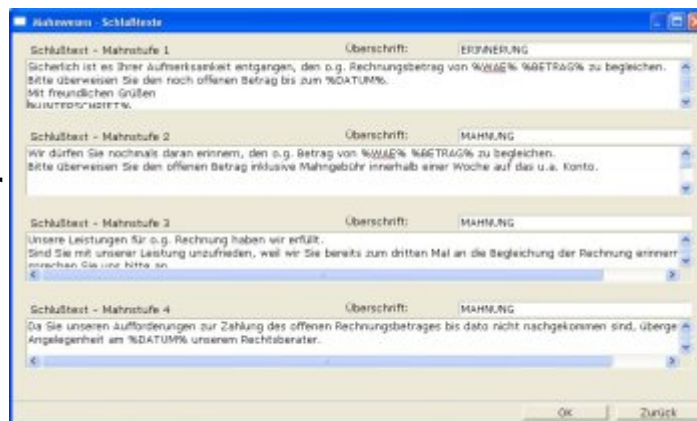 Mahnwesen - Schlußtexte
Schlußtext - Mahnstufe 1 Überschrift: ERINNERUNG
Sicherlich ist es Ihrer Aufmerksamkeit entgangen, den o.g. Rechnungsbetrag von %WAE% %BETRAG% zu begleichen.
Bitte überweisen Sie den noch offenen Betrag bis zum %DATUM%.
Mit freundlichen Grüßen
Schlußtext - Mahnstufe 2 Überschrift: MAHNUNG
Wir dürfen Sie nochmals daran erinnern, den o.g. Betrag von %WAE% %BETRAG% zu begleichen.
Bitte überweisen Sie den offenen Betrag inklusive Mahngebühr innerhalb einer Woche auf das u.a. Konto.
Schlußtext - Mahnstufe 3 Überschrift: MAHNUNG
Unsere Leistungen für o.g. Rechnung haben wir erfüllt.
Sind Sie mit unserer Leistung unzufrieden, weil wir Sie bereits zum dritten Mal an die Begleichung der Rechnung erinnern
sprechen Sie uns bitte an
Schlußtext - Mahnstufe 4 Überschrift: MAHNUNG
Da Sie unseren Aufforderungen zur Zahlung des offenen Rechnungsbetrages bis dato nicht nachgekommen sind, überge
Angelegenheit am %DATUM% unserem Rechtsberater.
OK Zurück